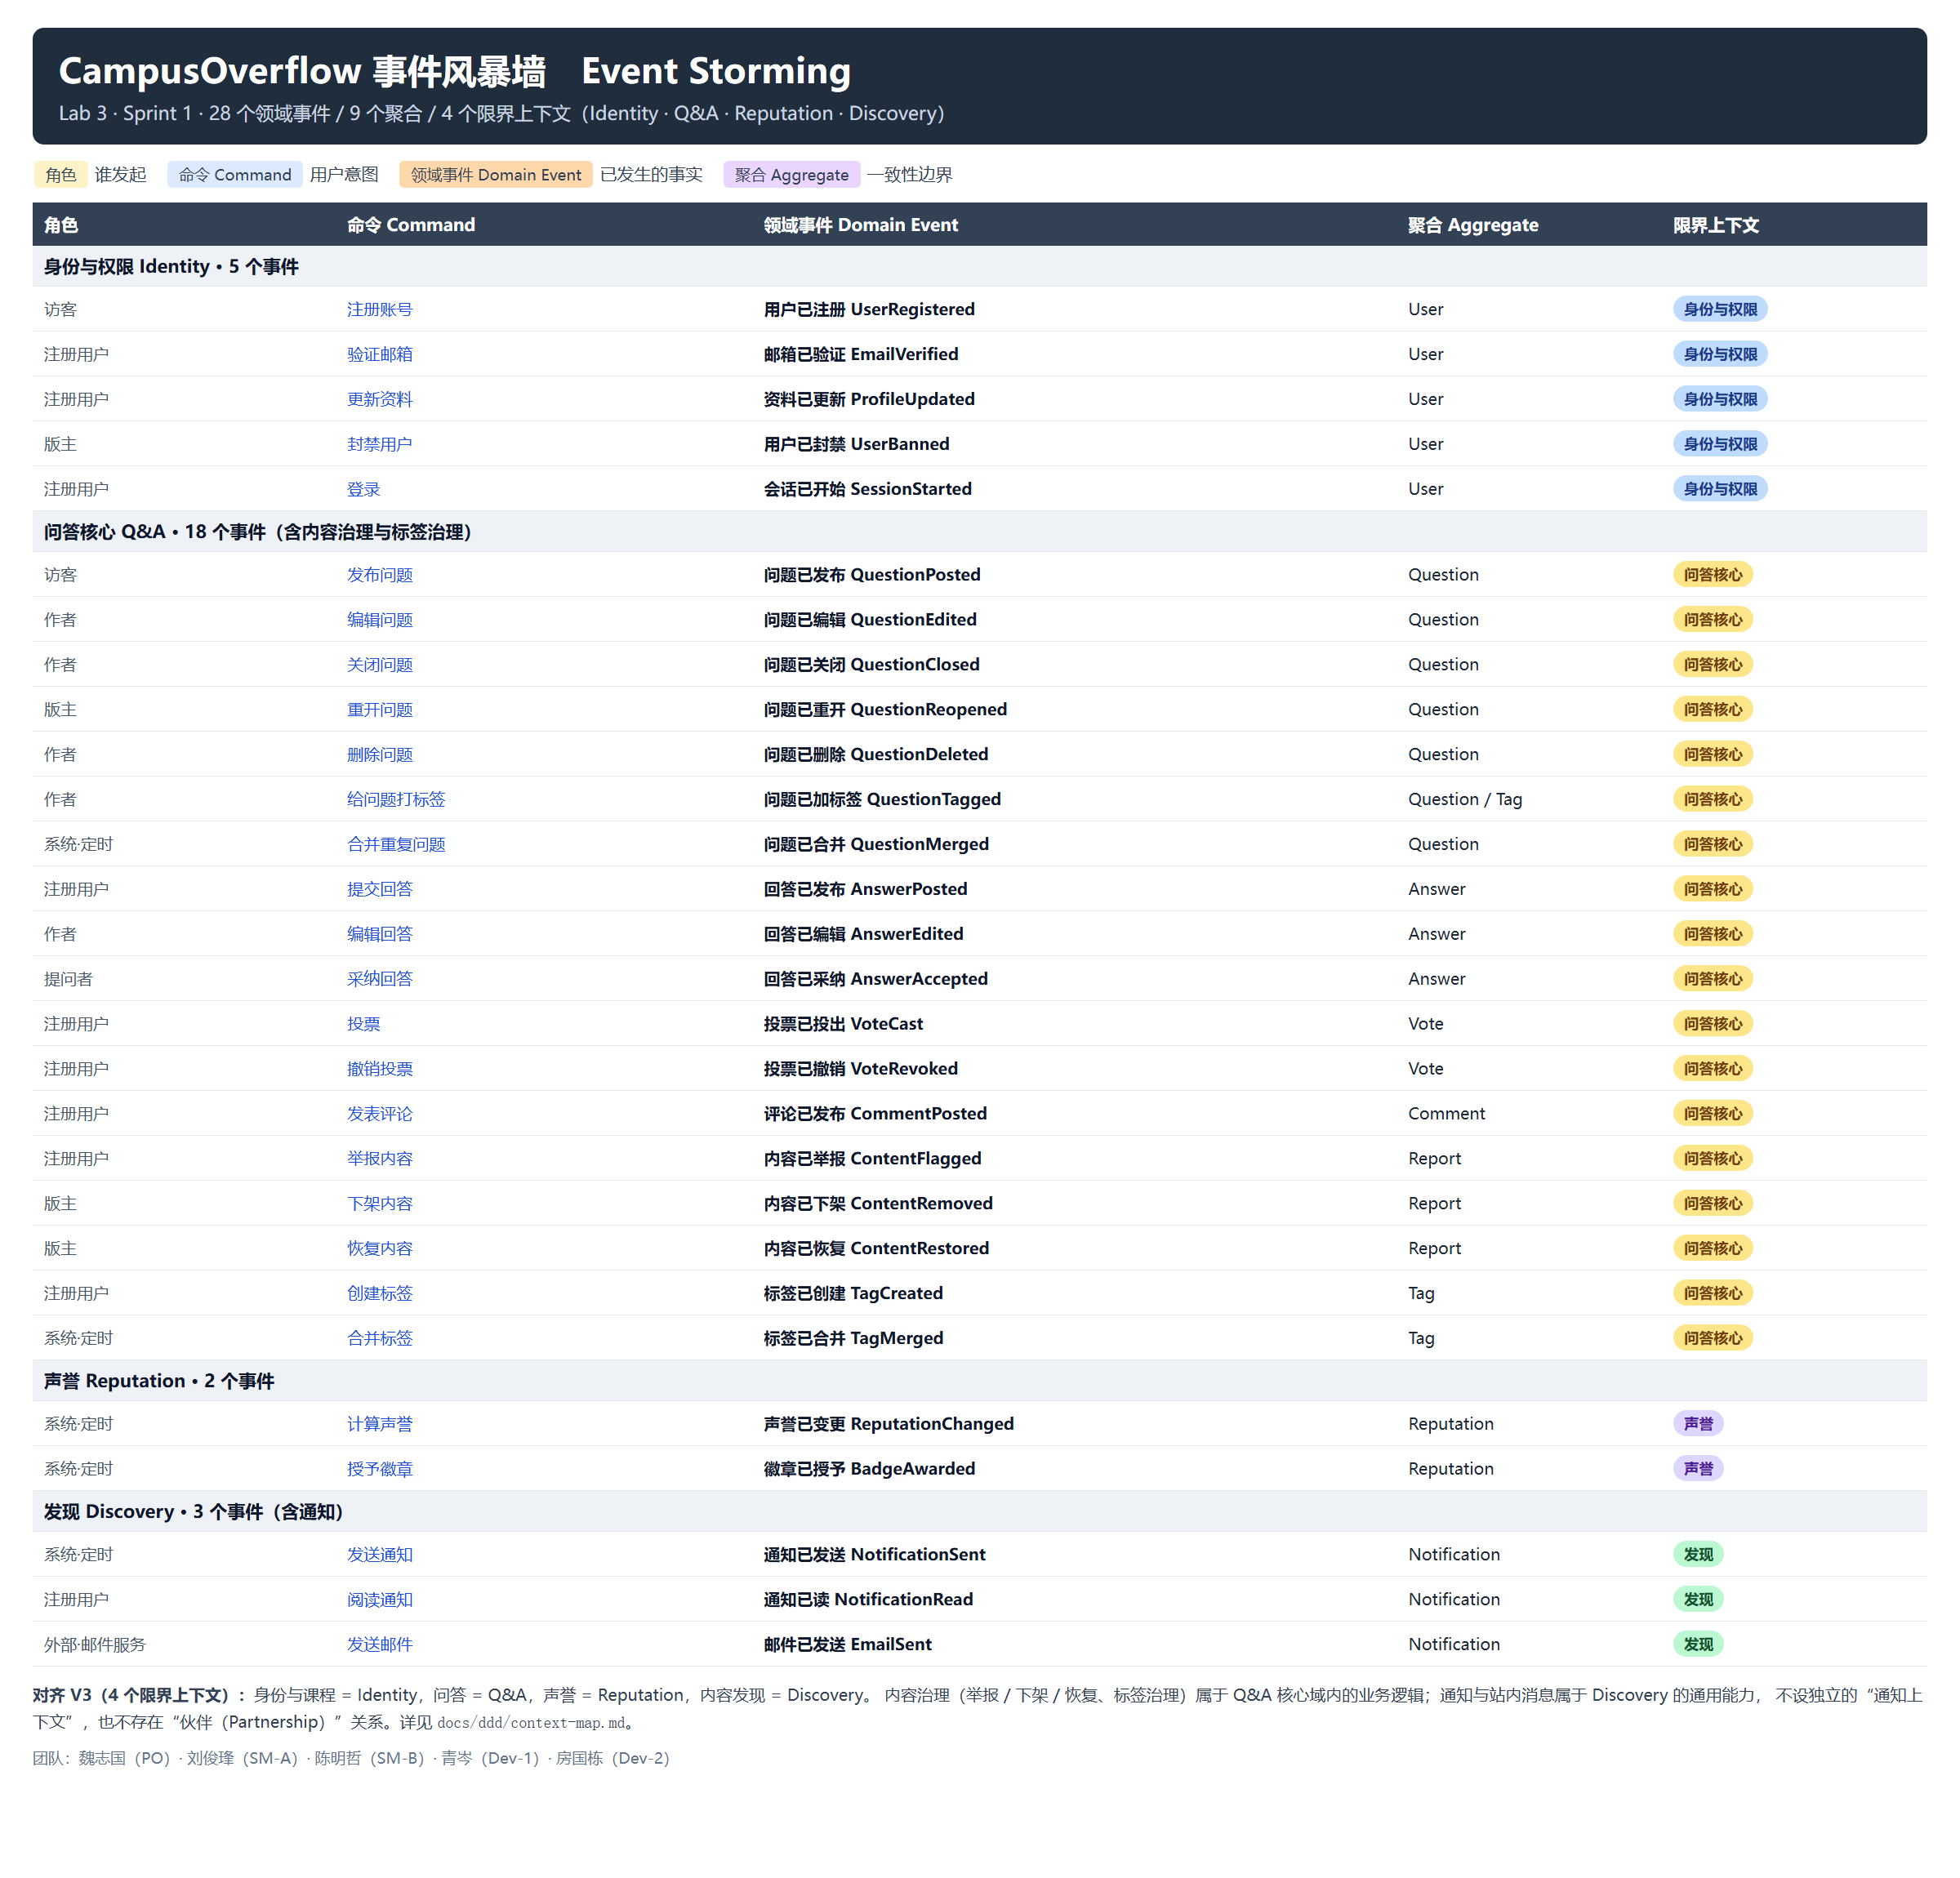 CampusOverflow 事件风暴墙 Event Storming
Lab 3 · Sprint 1 · 28 个领域事件 / 9 个聚合 / 4 个限界上下文（Identity · Q&A · Reputation · Discovery）
角色 谁发起 命令 Command 用户意图 领域事件 Domain Event 已发生的事实 聚合 Aggregate 一致性边界
角色 命令 Command 领域事件 Domain Event 聚合 Aggregate 限界上下文
身份与权限 Identity • 5 个事件
访客 注册账号 用户已注册 UserRegistered User 身份与权限
注册用户 验证邮箱 邮箱已验证 EmailVerified User 身份与权限
注册用户 更新资料 资料已更新 ProfileUpdated User 身份与权限
版主 封禁用户 用户已封禁 UserBanned User 身份与权限
注册用户 登录 会话已开始 SessionStarted User 身份与权限
问答核心 Q&A • 18 个事件（含内容治理与标签治理）
访客 发布问题 问题已发布 QuestionPosted Question 问答核心
作者 编辑问题 问题已编辑 QuestionEdited Question 问答核心
作者 关闭问题 问题已关闭 QuestionClosed Question 问答核心
版主 重开问题 问题已重开 QuestionReopened Question 问答核心
作者 删除问题 问题已删除 QuestionDeleted Question 问答核心
作者 给问题打标签 问题已加标签 QuestionTagged Question / Tag 问答核心
系统·定时 合并重复问题 问题已合并 QuestionMerged Question 问答核心
注册用户 提交回答 回答已发布 AnswerPosted Answer 问答核心
作者 编辑回答 回答已编辑 AnswerEdited Answer 问答核心
提问者 采纳回答 回答已采纳 AnswerAccepted Answer 问答核心
注册用户 投票 投票已投出 VoteCast Vote 问答核心
注册用户 撤销投票 投票已撤销 VoteRevoked Vote 问答核心
注册用户 发表评论 评论已发布 CommentPosted Comment 问答核心
注册用户 举报内容 内容已举报 ContentFlagged Report 问答核心
版主 下架内容 内容已下架 ContentRemoved Report 问答核心
版主 恢复内容 内容已恢复 ContentRestored Report 问答核心
注册用户 创建标签 标签已创建 TagCreated Tag 问答核心
系统·定时 合并标签 标签已合并 TagMerged Tag 问答核心
声誉 Reputation • 2 个事件
系统·定时 计算声誉 声誉已变更 ReputationChanged Reputation 声誉
系统·定时 授予徽章 徽章已授予 BadgeAwarded Reputation 声誉
发现 Discovery • 3 个事件（含通知）
系统·定时 发送通知 通知已发送 NotificationSent Notification 发现
注册用户 阅读通知 通知已读 NotificationRead Notification 发现
外部·邮件服务 发送邮件 邮件已发送 EmailSent Notification 发现
对齐 V3（4 个限界上下文）：身份与课程 = Identity，问答 = Q&A，声誉 = Reputation，内容发现 = Discovery。 内容治理（举报 / 下架 / 恢复、标签治理）属于 Q&A 核心域内的业务逻辑；通知与站内消息属于 Discovery 的通用能力， 不设独立的“通知上
下文”，也不存在“伙伴（Partnership）”关系。详见 docs/ddd/context-map.md。
团队：魏志国（PO）· 刘俊瑾（SM-A）· 陈明哲（SM-B）· 青岑（Dev-1）· 房国栋（Dev-2）